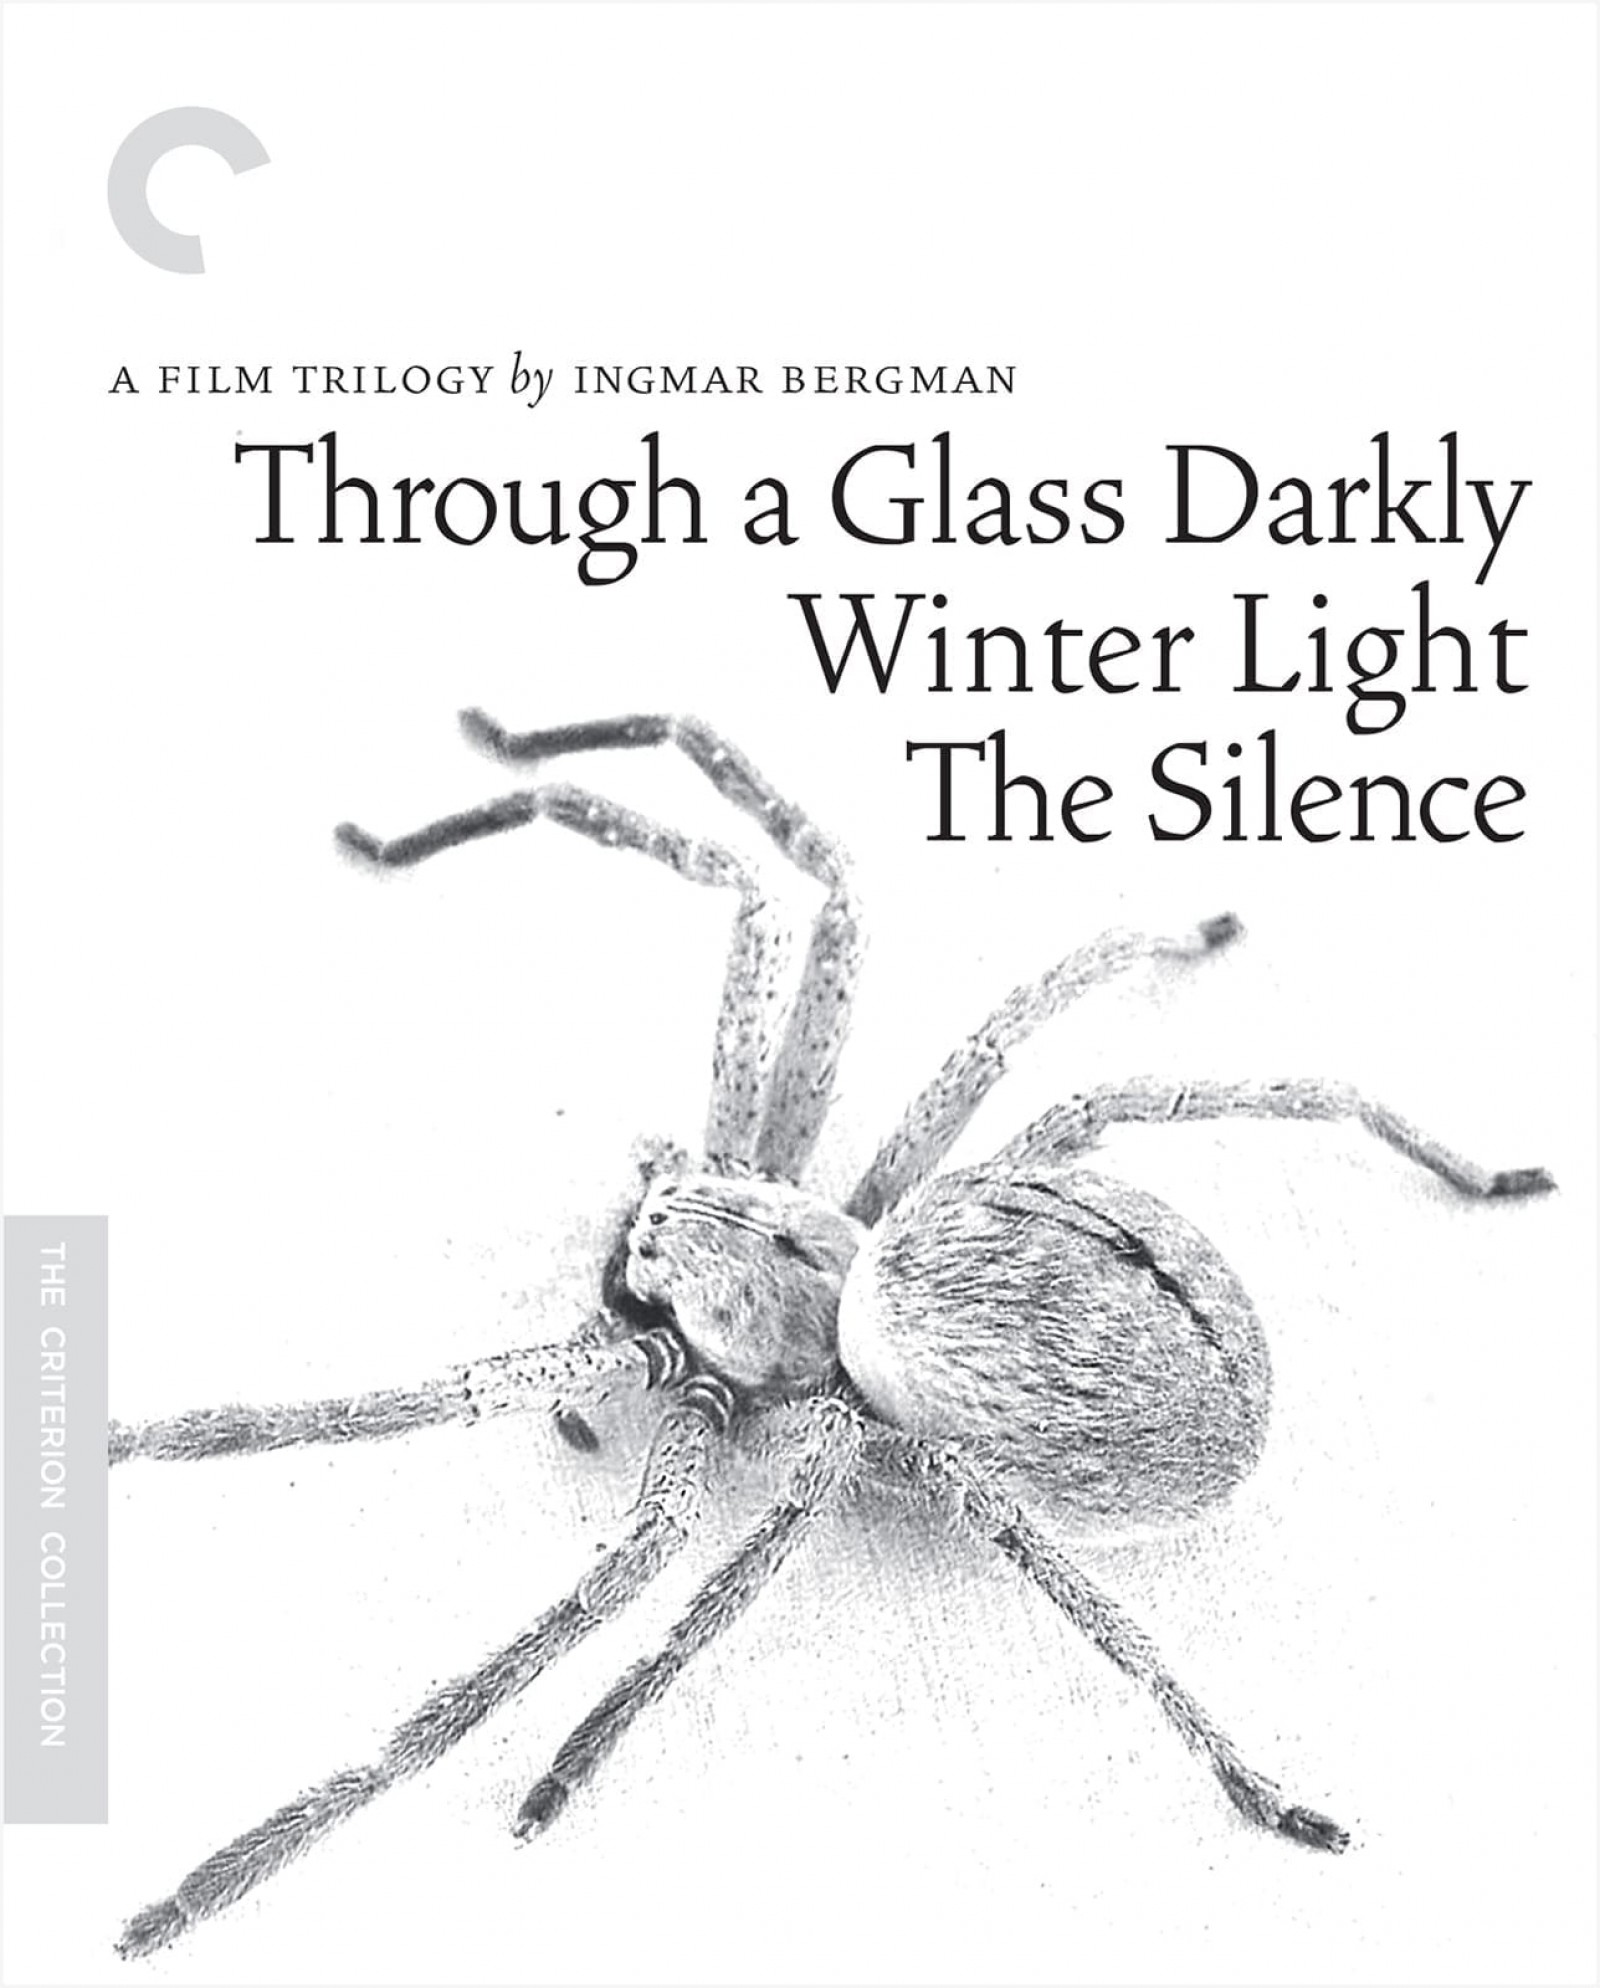 A FILM TRILOGY by INGMAR BERGMAN
Through a Glass Darkly
Winter Light
The Silence
THE CRITERION COLLECTION